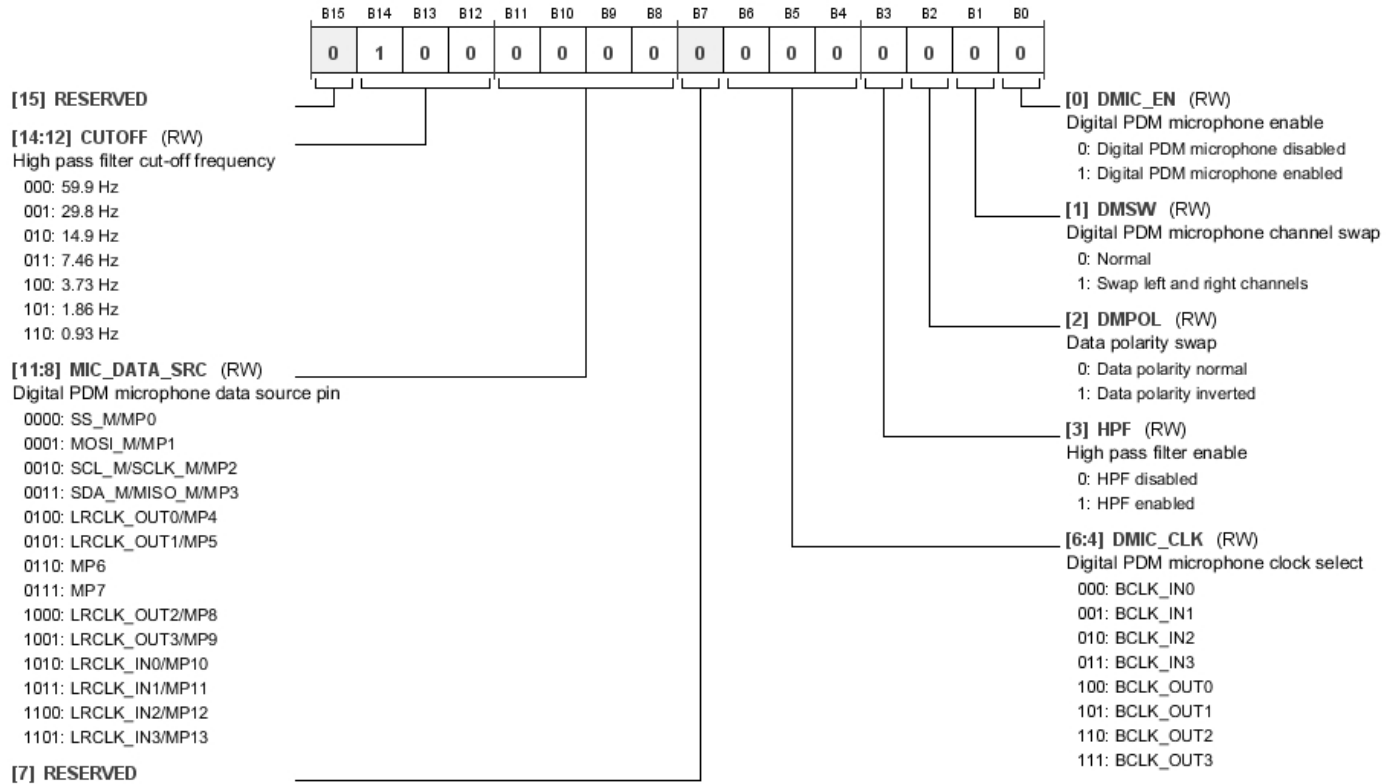 B15 B14 B13 B12 B11 B10 B9 B8 B7 B6 B5 B4 B3 B2 B1 B0
0 1 0 0 0 0 0 0 0 0 0 0 0 0 0 0
[15] RESERVED
[14:12] CUTOFF (RW)
High pass filter cut-off frequency
000: 59.9 Hz
001: 29.8 Hz
010: 14.9 Hz
011: 7.46 Hz
100: 3.73 Hz
101: 1.86 Hz
110: 0.93 Hz
[11:8] MIC_DATA_SRC (RW)
Digital PDM microphone data source pin
0000: SS_M/MP0
0001: MOSI_M/MP1
0010: SCL_M/SCLK_M/MP2
0011: SDA_M/MISO_M/MP3
0100: LRCLK_OUT0/MP4
0101: LRCLK_OUT1/MP5
0110: MP6
0111: MP7
1000: LRCLK_OUT2/MP8
1001: LRCLK_OUT3/MP9
1010: LRCLK_IN0/MP10
1011: LRCLK_IN1/MP11
1100: LRCLK_IN2/MP12
1101: LRCLK_IN3/MP13
[7] RESERVED
[0] DMIC_EN (RW)
Digital PDM microphone enable
0: Digital PDM microphone disabled
1: Digital PDM microphone enabled
[1] DMSW (RW)
Digital PDM microphone channel swap
0: Normal
1: Swap left and right channels
[2] DMPOL (RW)
Data polarity swap
0: Data polarity normal
1: Data polarity inverted
[3] HPF (RW)
High pass filter enable
0: HPF disabled
1: HPF enabled
[6:4] DMIC_CLK (RW)
Digital PDM microphone clock select
000: BCLK_IN0
001: BCLK_IN1
010: BCLK_IN2
011: BCLK_IN3
100: BCLK_OUT0
101: BCLK_OUT1
110: BCLK_OUT2
111: BCLK_OUT3